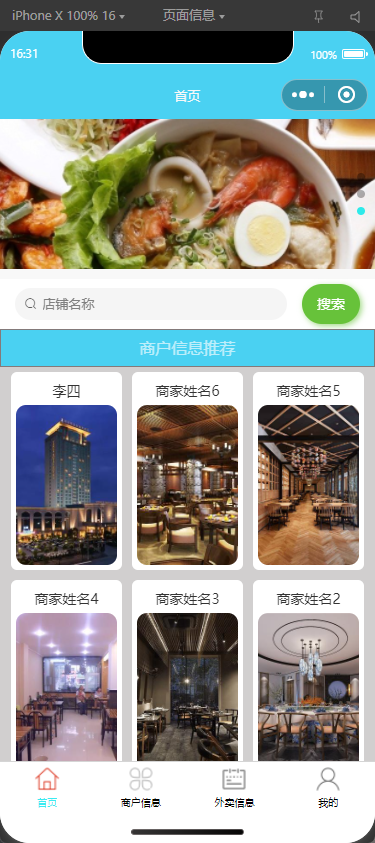 iPhone X 100% 16 页面信息
16:31 100%
首页
店铺名称 搜索
商户信息推荐
李四 商家姓名6 商家姓名5
商家姓名4 商家姓名3 商家姓名2
首页 商户信息 外卖信息 我的